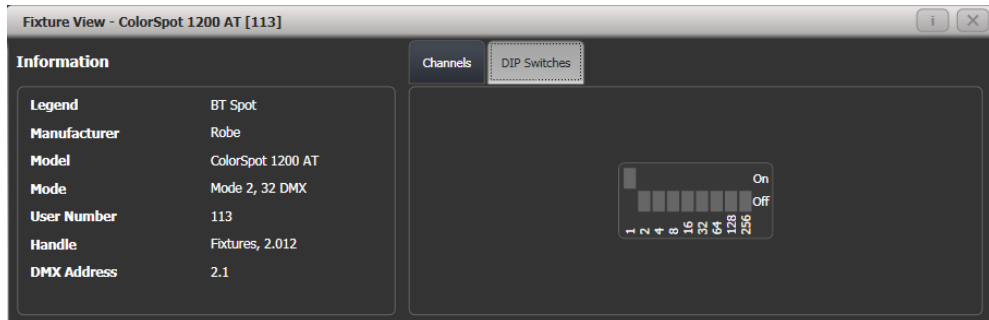 Fixture View - ColorSpot 1200 AT [113]
i
Information
Channels
DIP Switches
Legend BT Spot
Manufacturer Robe
Model ColorSpot 1200 AT
Mode Mode 2, 32 DMX
User Number 113
Handle Fixtures, 2.012
DMX Address 2.1
On
Off
1 2 4 8 16 32 64 128 256